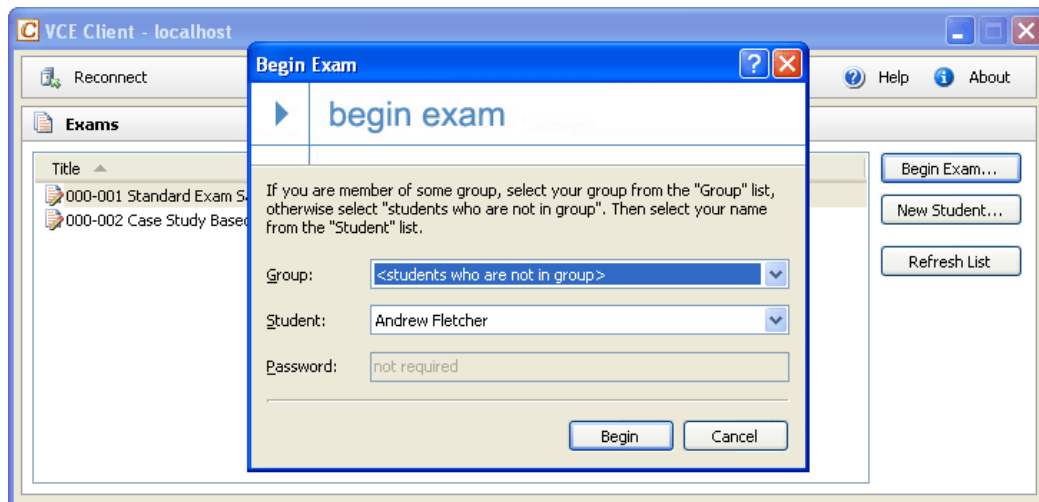 VCE Client - localhost
Reconnect
Help
About
Exams
Title
000-001 Standard Exam
000-002 Case Study Based
Begin Exam...
New Student...
Refresh List
Begin Exam
begin exam
If you are member of some group, select your group from the "Group" list,
otherwise select "students who are not in group". Then select your name
from the "Student" list.
Group:
<students who are not in group>
Student:
Andrew Fletcher
Password:
not required
Begin
Cancel